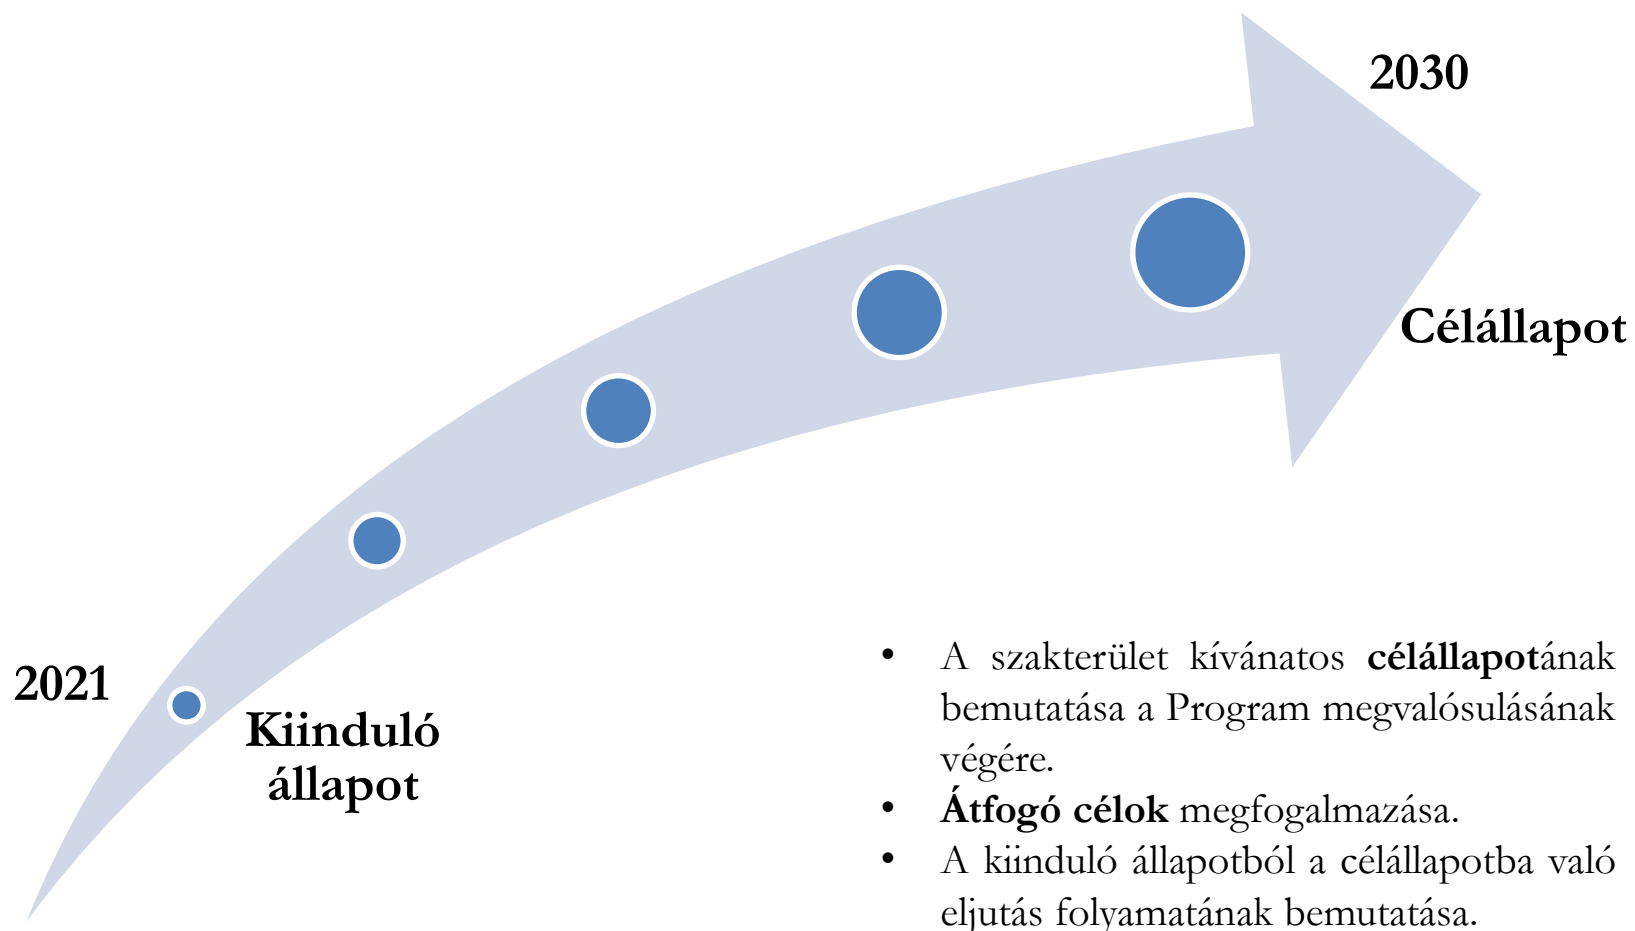 2030
Célállapot
2021
Kiinduló
állapot
• A szakterület kívánatos célállapotának
bemutatása a Program megvalósulásának
végére.
• Átfogó célok megfogalmazása.
• A kiinduló állapotból a célállapotba való
eljutás folyamatának bemutatása.